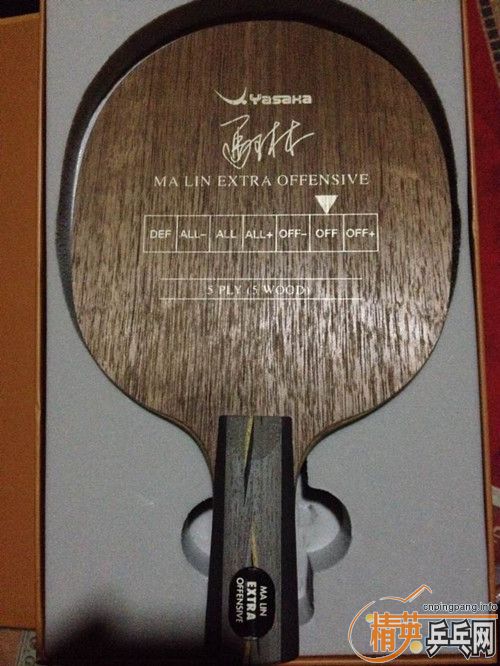 Yasaka
马林
MA LIN EXTRA OFFENSIVE
DEF ALL- ALL ALL+ OFF- OFF OFF+
5 PLY (5 WOOD)
MA LIN
EXTRA
OFFENSIVE
cnpingpang.info
精英乒乓网